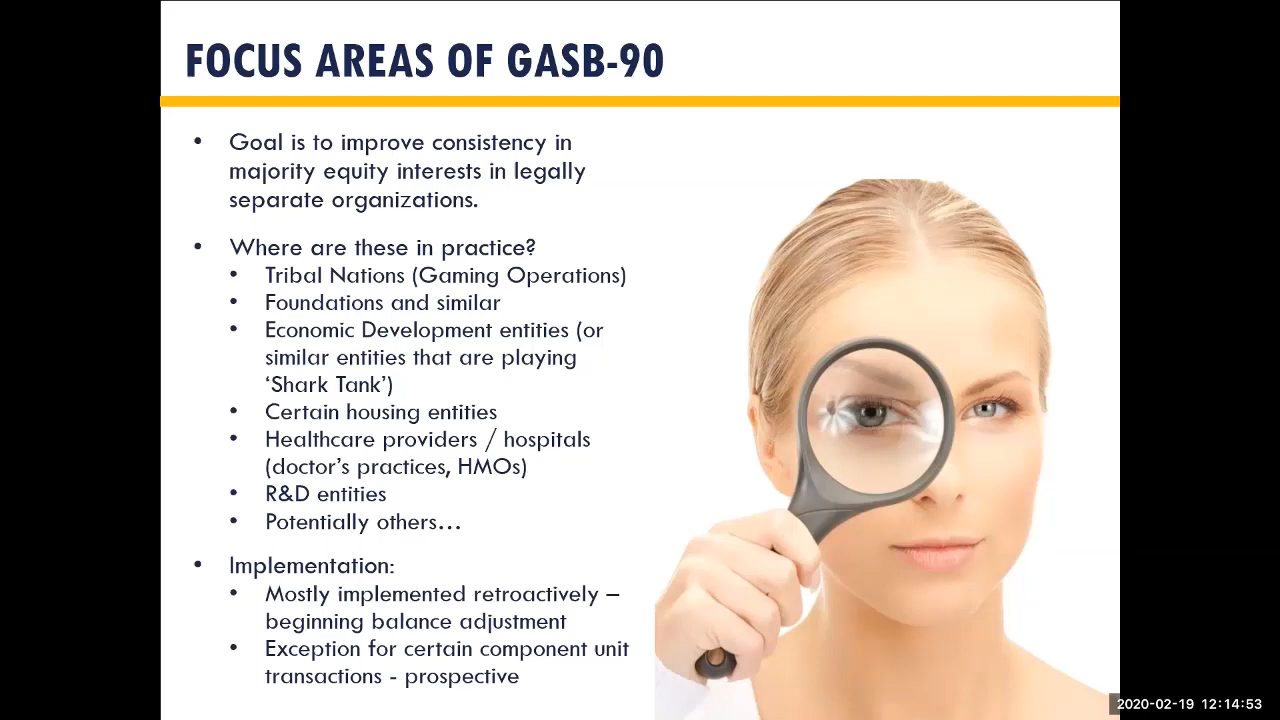 FOCUS AREAS OF GASB-90
• Goal is to improve consistency in
majority equity interests in legally
separate organizations.
• Where are these in practice?
• Tribal Nations (Gaming Operations)
• Foundations and similar
• Economic Development entities (or
similar entities that are playing
‘Shark Tank’)
• Certain housing entities
• Healthcare providers / hospitals
(doctor’s practices, HMOs)
• R&D entities
• Potentially others…
• Implementation:
• Mostly implemented retroactively –
beginning balance adjustment
• Exception for certain component unit
transactions - prospective
2020-02-19 12:14:53